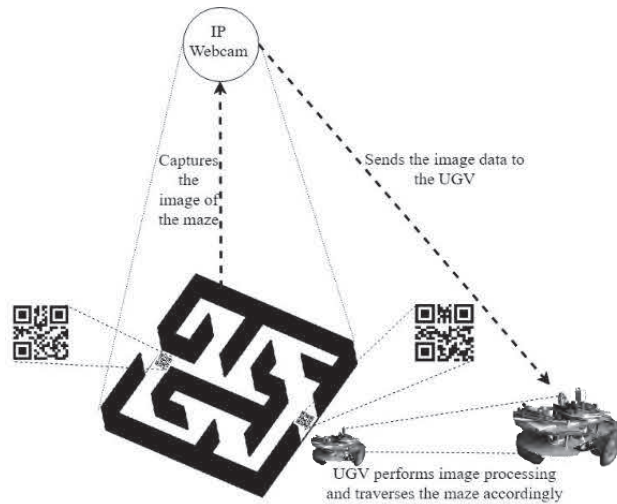 IP
Webcam
Captures
the
image of
the maze
Sends the image data to
the UGV
UGV performs image processing
and traverses the maze accordingly